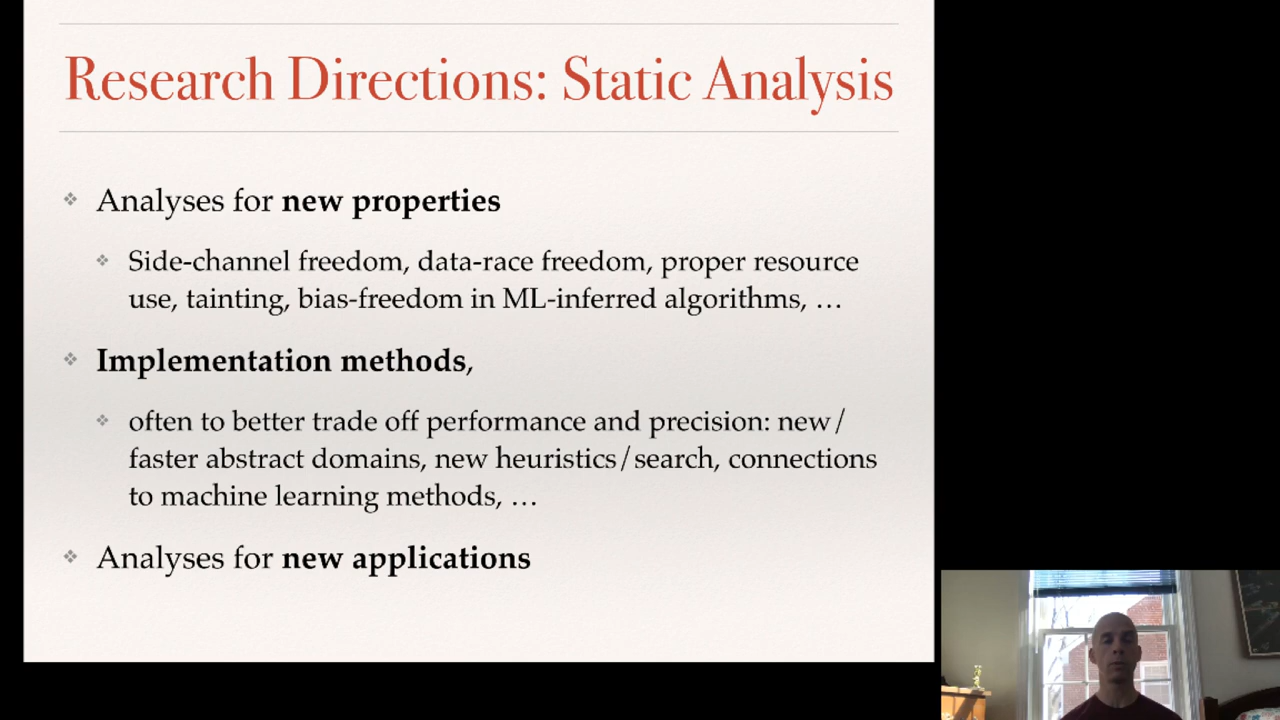 Research Directions: Static Analysis
Analyses for new properties
Side-channel freedom, data-race freedom, proper resource
use, tainting, bias-freedom in ML-inferred algorithms, …
Implementation methods,
often to better trade off performance and precision: new/
faster abstract domains, new heuristics/search, connections
to machine learning methods, …
Analyses for new applications